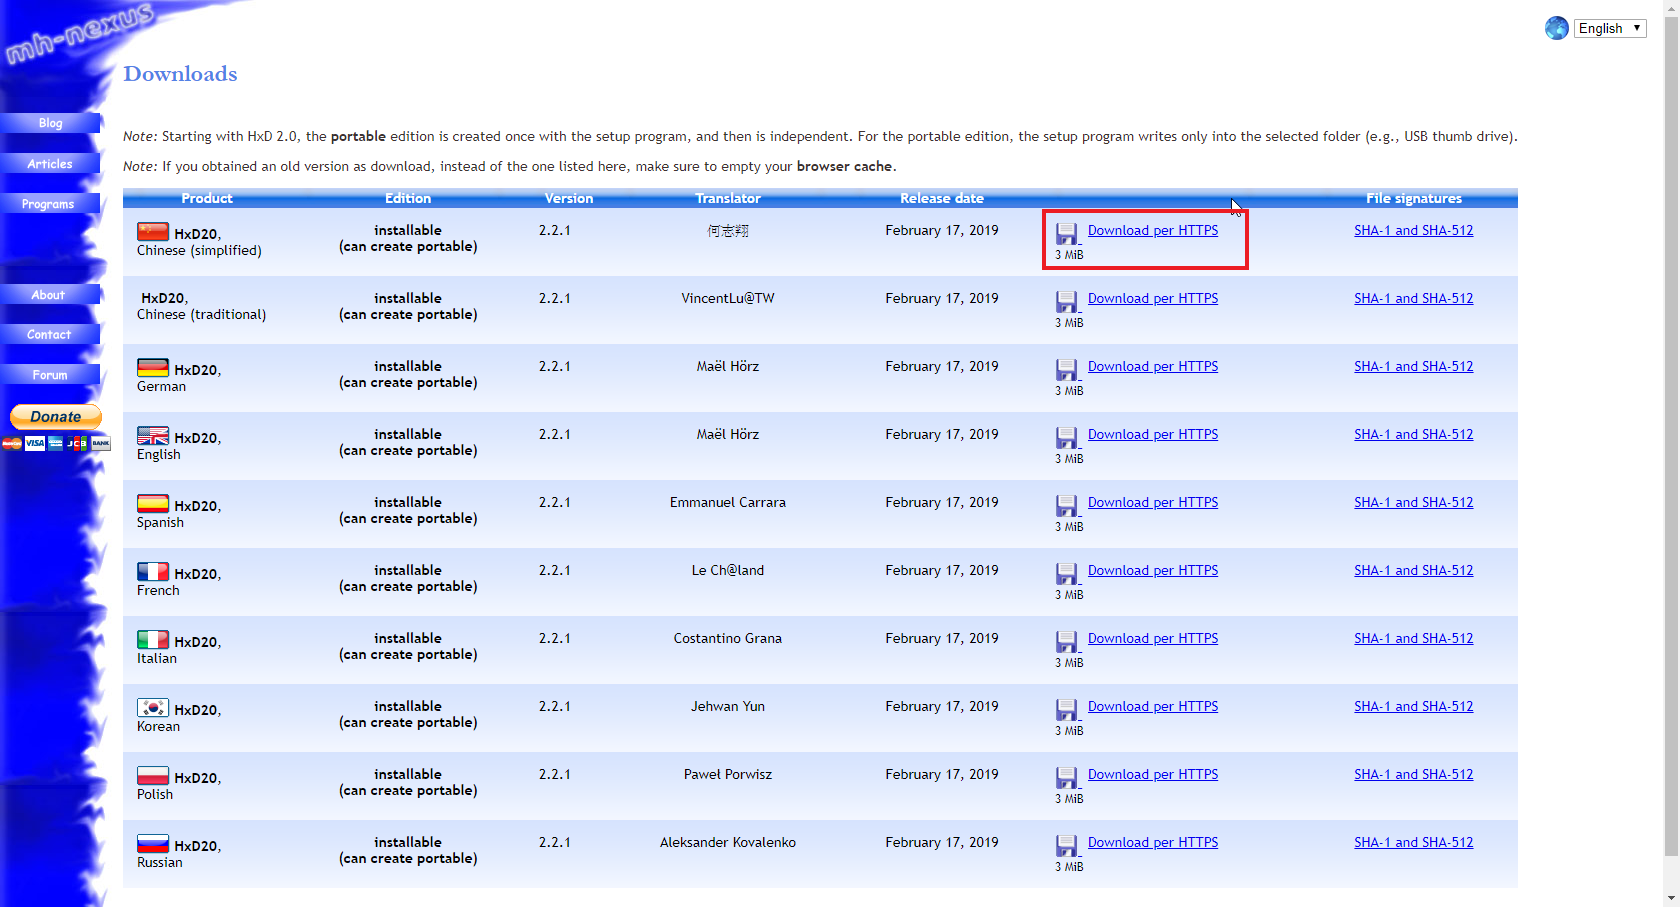 mh-nexus
English
Downloads
Blog
Articles
Programs
About
Contact
Forum
Donate
VISA
JCB
BANK
Note: Starting with HxD 2.0, the portable edition is created once with the setup program, and then is independent. For the portable edition, the setup program writes only into the selected folder (e.g., USB thumb drive).
Note: If you obtained an old version as download, instead of the one listed here, make sure to empty your browser cache.
Product Edition Version Translator Release date File signatures
HxD20, installable 2.2.1 何志翔 February 17, 2019 Download per HTTPS SHA-1 and SHA-512
Chinese (simplified) (can create portable) 3 MiB
HxD20, installable 2.2.1 VincentLu@TW February 17, 2019 Download per HTTPS SHA-1 and SHA-512
Chinese (traditional) (can create portable) 3 MiB
HxD20, installable 2.2.1 Maël Hörz February 17, 2019 Download per HTTPS SHA-1 and SHA-512
German (can create portable) 3 MiB
HxD20, installable 2.2.1 Maël Hörz February 17, 2019 Download per HTTPS SHA-1 and SHA-512
English (can create portable) 3 MiB
HxD20, installable 2.2.1 Emmanuel Carrara February 17, 2019 Download per HTTPS SHA-1 and SHA-512
Spanish (can create portable) 3 MiB
HxD20, installable 2.2.1 Le Ch@land February 17, 2019 Download per HTTPS SHA-1 and SHA-512
French (can create portable) 3 MiB
HxD20, installable 2.2.1 Costantino Grana February 17, 2019 Download per HTTPS SHA-1 and SHA-512
Italian (can create portable) 3 MiB
HxD20, installable 2.2.1 Jehwan Yun February 17, 2019 Download per HTTPS SHA-1 and SHA-512
Korean (can create portable) 3 MiB
HxD20, installable 2.2.1 Paweł Porwisz February 17, 2019 Download per HTTPS SHA-1 and SHA-512
Polish (can create portable) 3 MiB
HxD20, installable 2.2.1 Aleksander Kovalenko February 17, 2019 Download per HTTPS SHA-1 and SHA-512
Russian (can create portable) 3 MiB